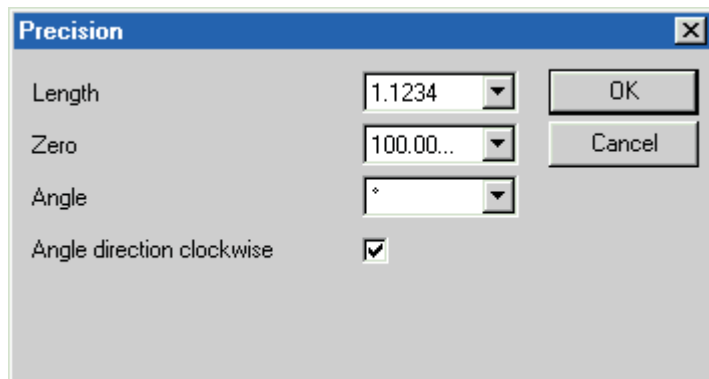 Precision
Length 1.1234 OK
Zero 100.00... Cancel
Angle °
Angle direction clockwise